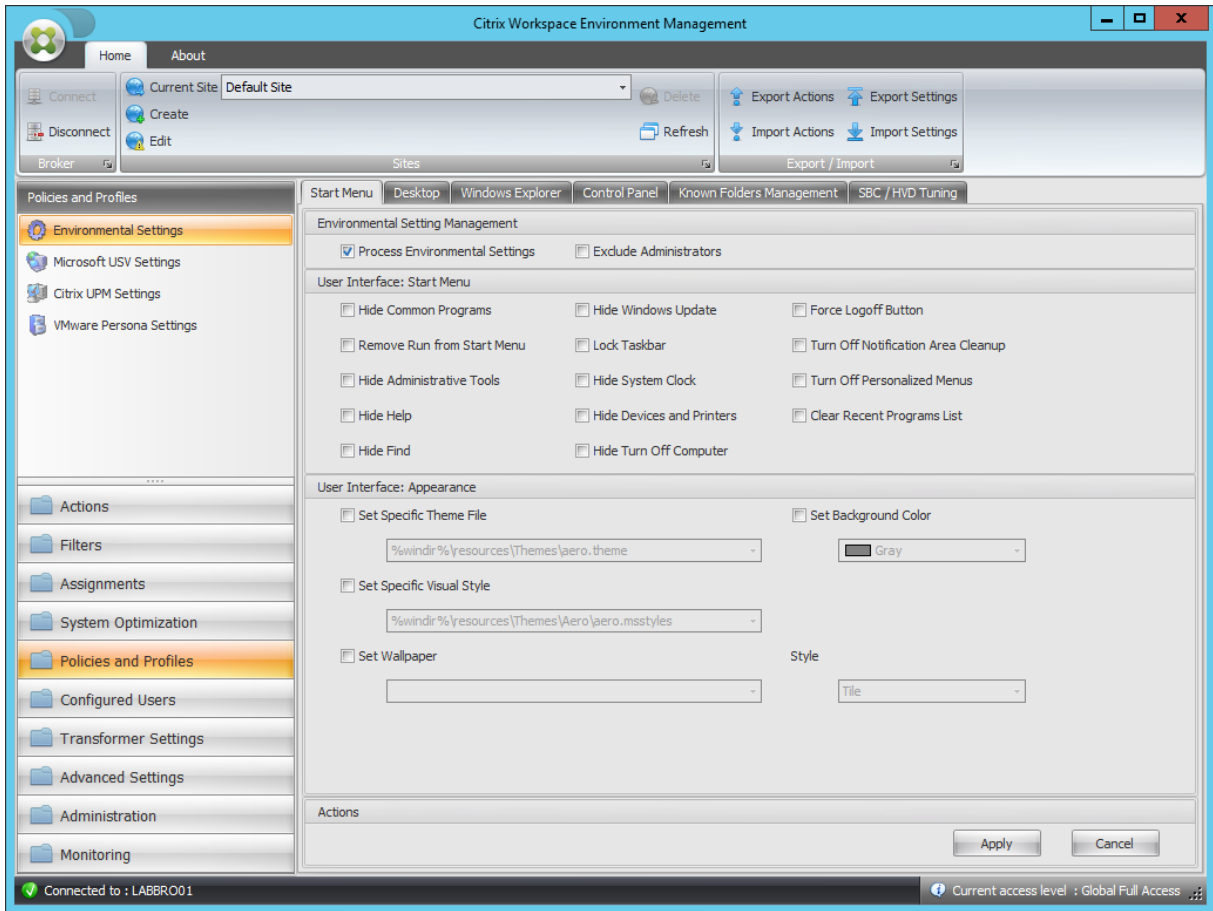 Citrix Workspace Environment Management
Home About
Connect
Disconnect
Broker
Current Site Default Site
Create
Edit
Delete
Refresh
Sites
Export Actions Export Settings
Import Actions Import Settings
Export / Import
Policies and Profiles
Environmental Settings
Microsoft USV Settings
Citrix UPM Settings
VMware Persona Settings
Actions
Filters
Assignments
System Optimization
Policies and Profiles
Configured Users
Transformer Settings
Advanced Settings
Administration
Monitoring
Start Menu Desktop Windows Explorer Control Panel Known Folders Management SBC / HVD Tuning
Environmental Setting Management
Process Environmental Settings Exclude Administrators
User Interface: Start Menu
Hide Common Programs Hide Windows Update Force Logoff Button
Remove Run from Start Menu Lock Taskbar Turn Off Notification Area Cleanup
Hide Administrative Tools Hide System Clock Turn Off Personalized Menus
Hide Help Hide Devices and Printers Clear Recent Programs List
Hide Find Hide Turn Off Computer
User Interface: Appearance
Set Specific Theme File Set Background Color
%windir%\resources\Themes\aero.theme Gray
Set Specific Visual Style
%windir%\resources\Themes\Aero\aero.msstyles
Set Wallpaper Style
Tile
Actions
Apply Cancel
Connected to : LABBRO01 Current access level : Global Full Access